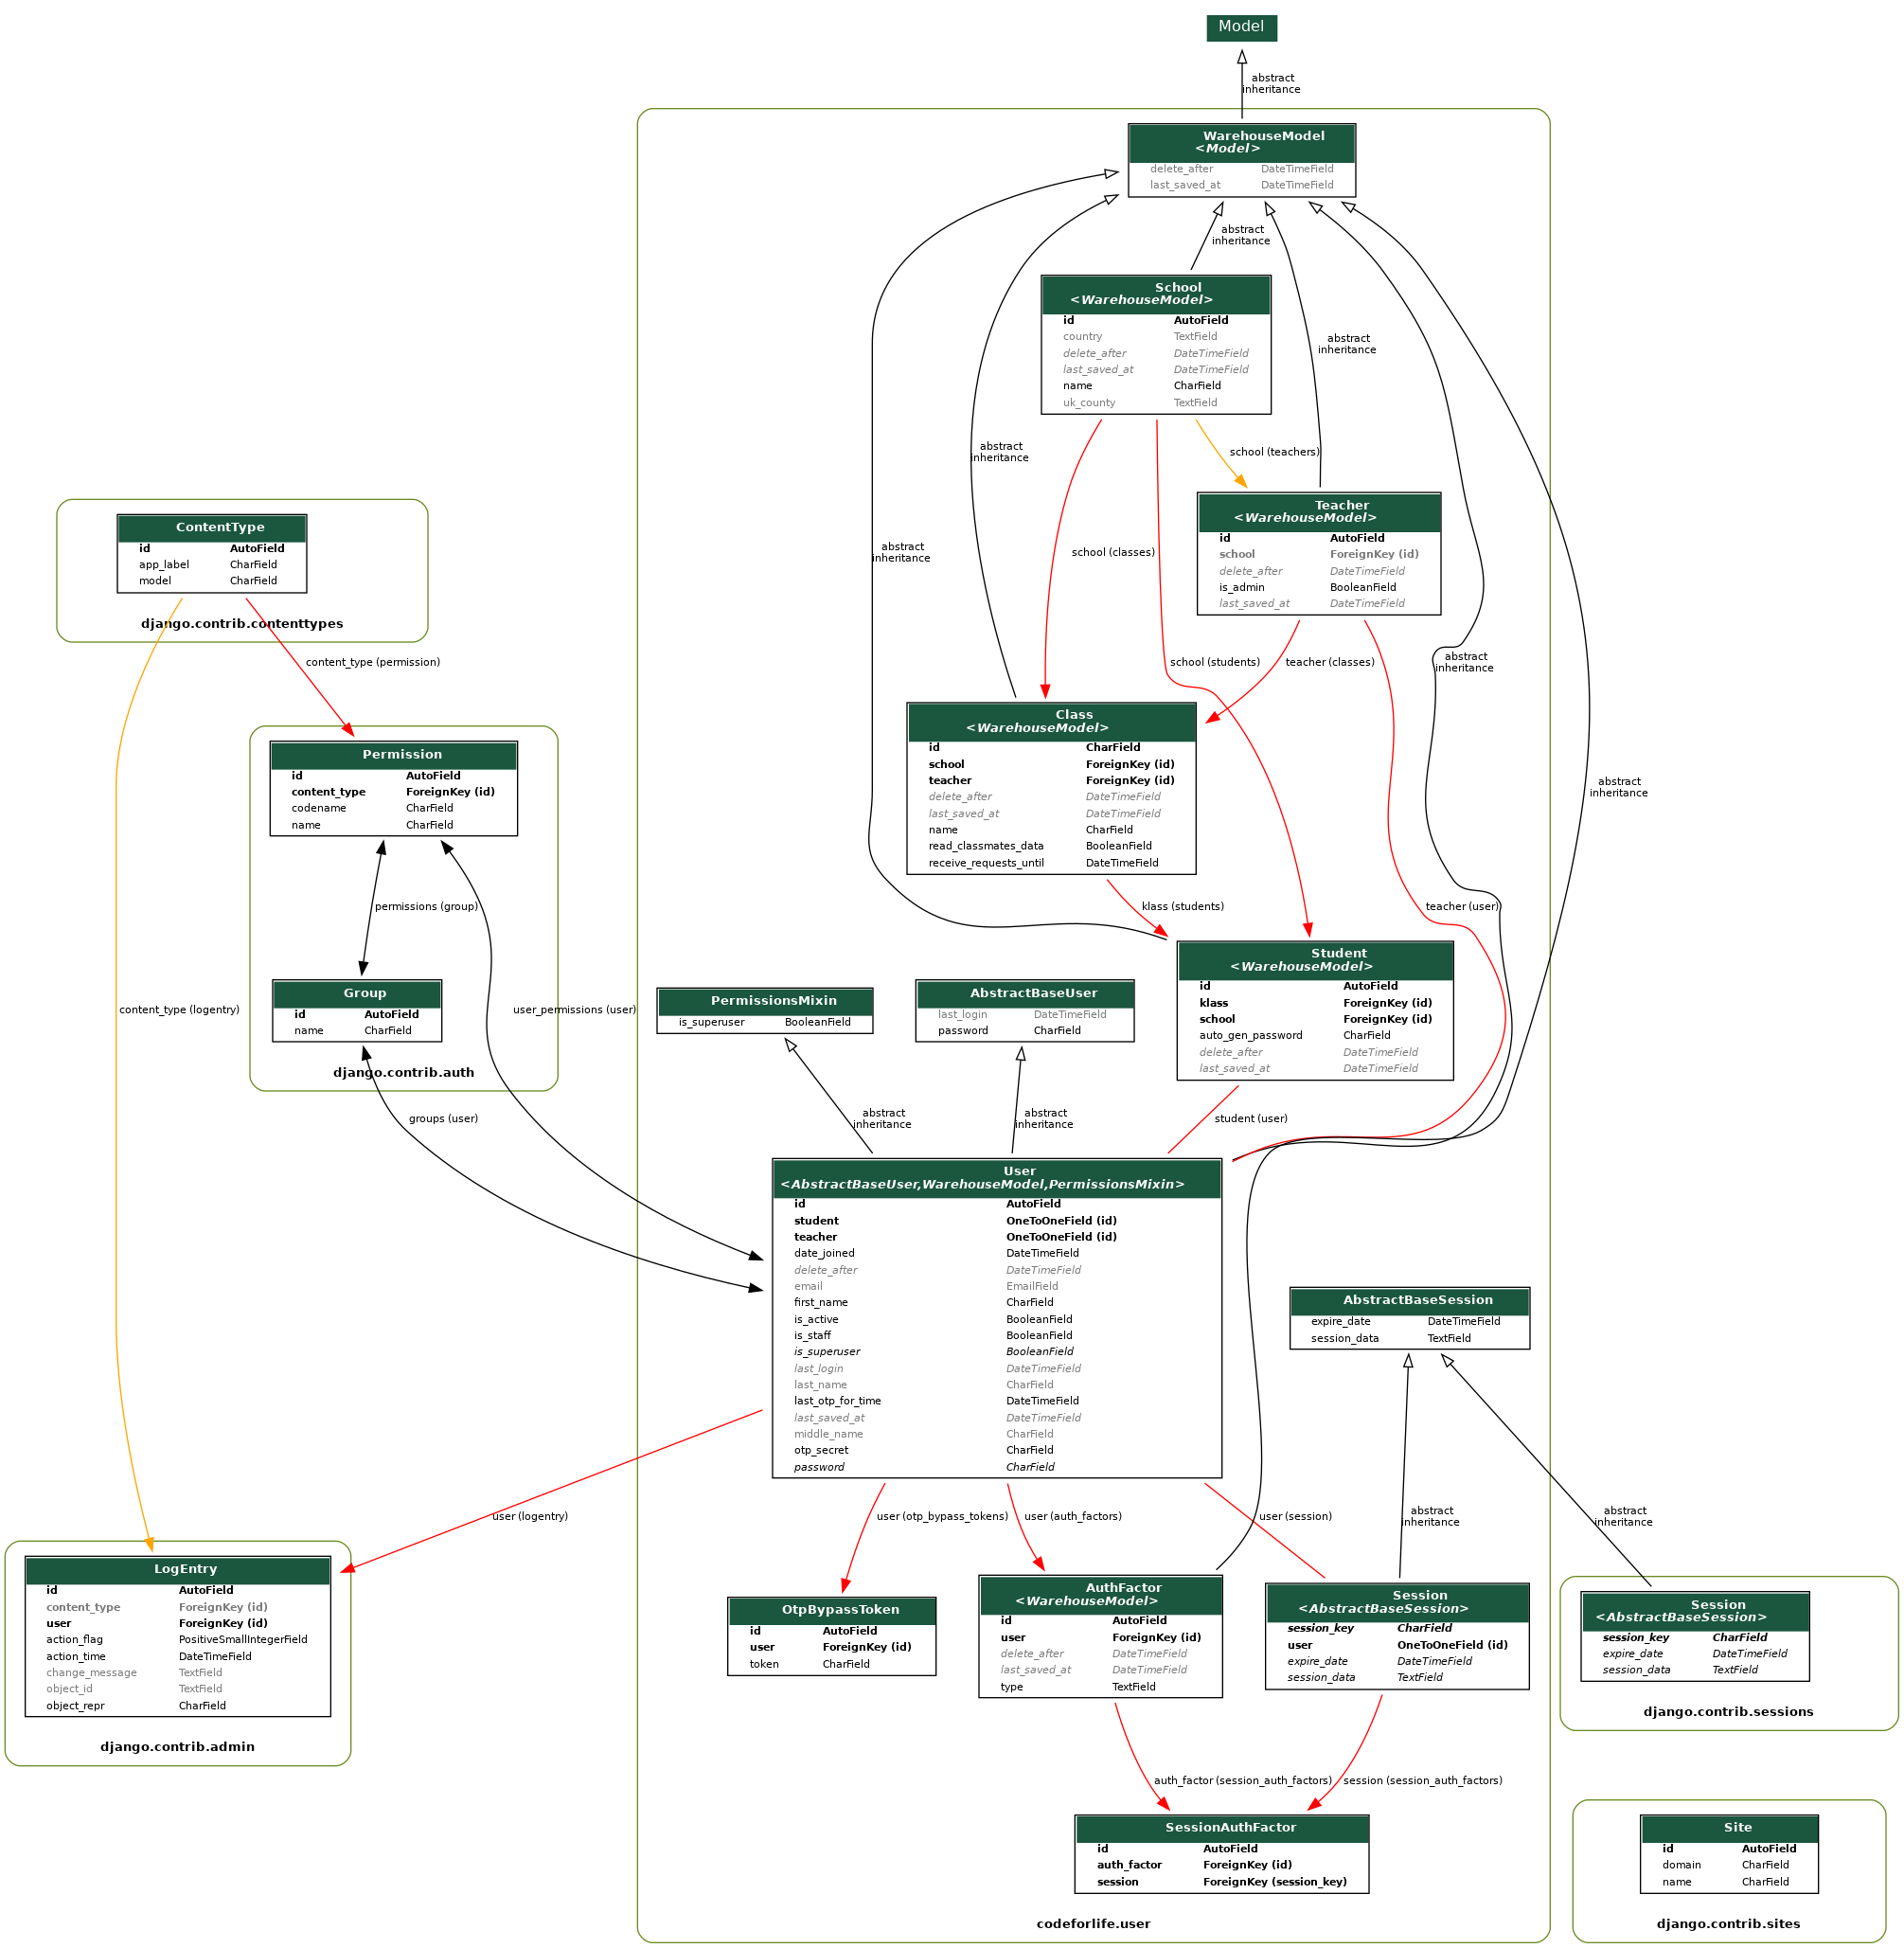 Model
abstract
inheritance
WarehouseModel
<Model>
delete_after DateTimeField
last_saved_at DateTimeField
abstract
inheritance
School
<WarehouseModel>
id AutoField
country TextField
delete_after DateTimeField
last_saved_at DateTimeField
name CharField
uk_county TextField
abstract
inheritance
abstract
inheritance
school (teachers)
Teacher
<WarehouseModel>
id AutoField
school ForeignKey (id)
delete_after DateTimeField
is_admin BooleanField
last_saved_at DateTimeField
ContentType
id AutoField
app_label CharField
model CharField
django.contrib.contenttypes
abstract
inheritance
school (classes)
content_type (permission)
school (students)
teacher (classes)
abstract
inheritance
Class
<WarehouseModel>
id CharField
school ForeignKey (id)
teacher ForeignKey (id)
delete_after DateTimeField
last_saved_at DateTimeField
name CharField
read_classmates_data BooleanField
receive_requests_until DateTimeField
Permission
id AutoField
content_type ForeignKey (id)
codename CharField
name CharField
abstract
inheritance
permissions (group)
klass (students)
teacher (user)
Student
<WarehouseModel>
id AutoField
klass ForeignKey (id)
school ForeignKey (id)
auto_gen_password CharField
delete_after DateTimeField
last_saved_at DateTimeField
content_type (logentry)
Group
id AutoField
name CharField
django.contrib.auth
user_permissions (user)
PermissionsMixin
is_superuser BooleanField
AbstractBaseUser
last_login DateTimeField
password CharField
groups (user)
abstract
inheritance
abstract
inheritance
student (user)
User
<AbstractBaseUser,WarehouseModel,PermissionsMixin>
id AutoField
student OneToOneField (id)
teacher OneToOneField (id)
date_joined DateTimeField
delete_after DateTimeField
email EmailField
first_name CharField
is_active BooleanField
is_staff BooleanField
is_superuser BooleanField
last_login DateTimeField
last_name CharField
last_otp_for_time DateTimeField
last_saved_at DateTimeField
middle_name CharField
otp_secret CharField
password CharField
AbstractBaseSession
expire_date DateTimeField
session_data TextField
user (logentry)
user (otp_bypass_tokens)
user (auth_factors)
user (session)
abstract
inheritance
abstract
inheritance
LogEntry
id AutoField
content_type ForeignKey (id)
user ForeignKey (id)
action_flag PositiveSmallIntegerField
action_time DateTimeField
change_message TextField
object_id TextField
object_repr CharField
django.contrib.admin
OtpBypassToken
id AutoField
user ForeignKey (id)
token CharField
AuthFactor
<WarehouseModel>
id AutoField
user ForeignKey (id)
delete_after DateTimeField
last_saved_at DateTimeField
type TextField
Session
<AbstractBaseSession>
session_key CharField
user OneToOneField (id)
expire_date DateTimeField
session_data TextField
Session
<AbstractBaseSession>
session_key CharField
expire_date DateTimeField
session_data TextField
django.contrib.sessions
auth_factor (session_auth_factors)
session (session_auth_factors)
SessionAuthFactor
id AutoField
auth_factor ForeignKey (id)
session ForeignKey (session_key)
codeforlife.user
Site
id AutoField
domain CharField
name CharField
django.contrib.sites